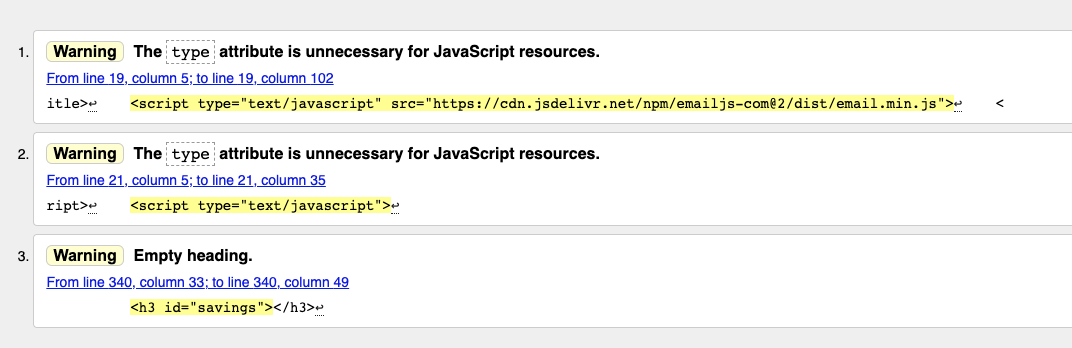 1. Warning The type attribute is unnecessary for JavaScript resources.
From line 19, column 5; to line 19, column 102
itle>↩ <script type="text/javascript" src="https://cdn.jsdelivr.net/npm/emailjs-com@2/dist/email.min.js">↩ <
2. Warning The type attribute is unnecessary for JavaScript resources.
From line 21, column 5; to line 21, column 35
ript>↩ <script type="text/javascript">↩
3. Warning Empty heading.
From line 340, column 33; to line 340, column 49
<h3 id="savings"></h3>↩